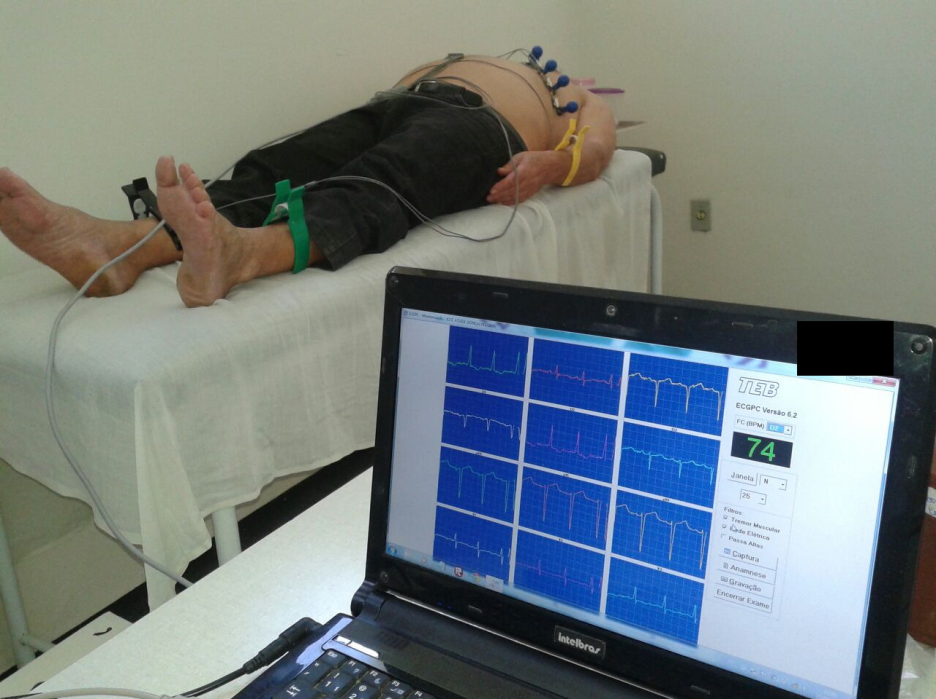 TEB
ECGPC Versão 6.2
FC (BPM) D2
74
Janela N
25
Filtros
Tremor Muscular
Rede Elétrica
Passa Altas
Captura
Anamnese
Gravação
Encerrar Exame
intelbras